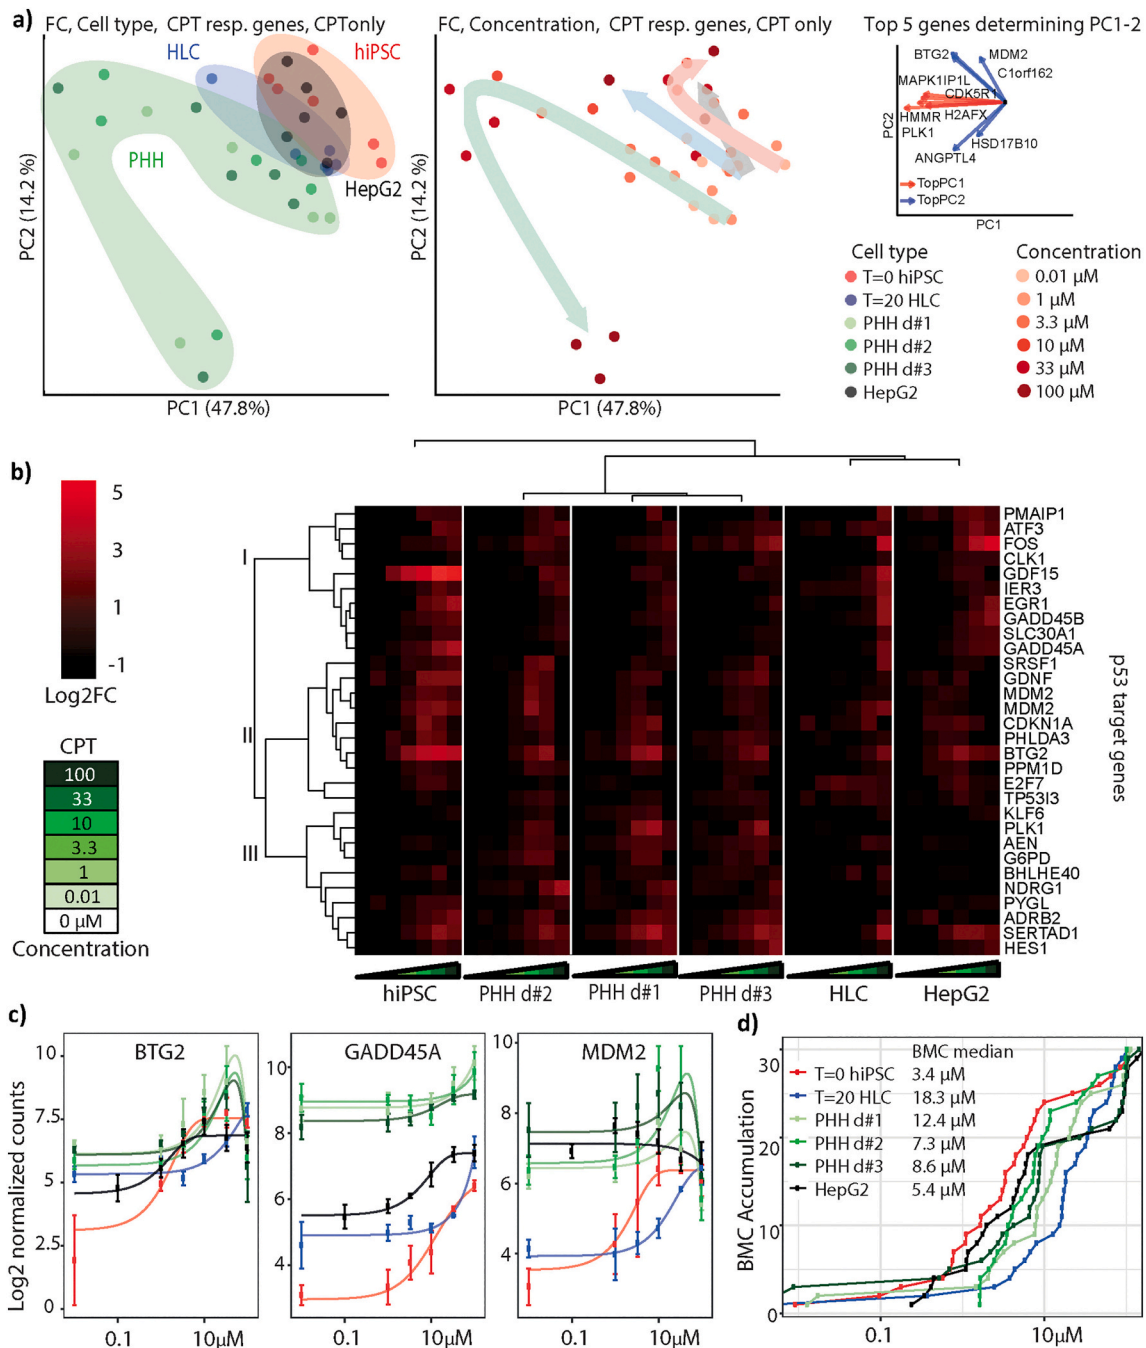 a)
FC, Cell type, CPT resp. genes, CPTonly
FC, Concentration, CPT resp. genes, CPT only
Top 5 genes determining PC1-2
HLC
hiPSC
PHH
HepG2
PC2 (14.2 %)
PC1 (47.8%)
PC2 (14.2 %)
PC1 (47.8%)
BTG2
MDM2
C1orf162
MAPK1IP1L
CDK5R1
HMMR
H2AFX
PLK1
HSD17B10
ANGPTL4
TopPC1
TopPC2
PC2
PC1
Cell type
T=0 hiPSC
T=20 HLC
PHH d#1
PHH d#2
PHH d#3
HepG2
Concentration
0.01 µM
1 µM
3.3 µM
10 µM
33 µM
100 µM
b)
5
3
1
-1
Log2FC
CPT
100
33
10
3.3
1
0.01
0 µM
Concentration
I
II
III
PMAIP1
ATF3
FOS
CLK1
GDF15
IER3
EGR1
GADD45B
SLC30A1
GADD45A
SRSF1
GDNF
MDM2
MDM2
CDKN1A
PHLDA3
BTG2
PPM1D
E2F7
TP53I3
KLF6
PLK1
AEN
G6PD
BHLHE40
NDRG1
PYGL
ADRB2
SERTAD1
HES1
p53 target genes
hiPSC
PHH d#2
PHH d#1
PHH d#3
HLC
HepG2
c)
Log2 normalized counts
BTG2
10
7.5
5
2.5
0
0.1
10µM
GADD45A
10
8
6
4
0.1
10µM
MDM2
10
8
6
4
0.1
10µM
d)
BMC Accumulation
30
20
10
0
BMC median
T=0 hiPSC 3.4 µM
T=20 HLC 18.3 µM
PHH d#1 12.4 µM
PHH d#2 7.3 µM
PHH d#3 8.6 µM
HepG2 5.4 µM
0.1
10µM